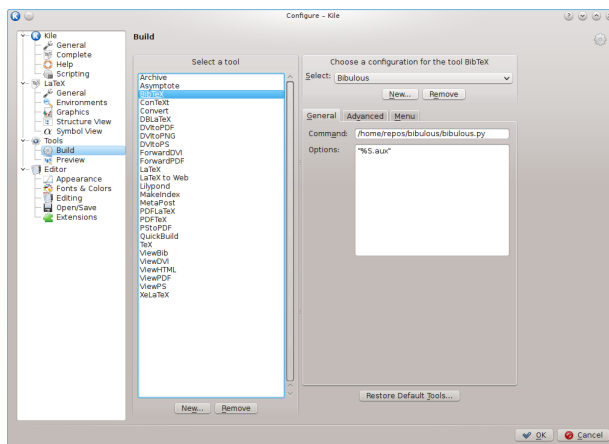 Configure – Kile
Kile
General
Complete
Help
Scripting
LaTeX
General
Environments
Graphics
Structure View
Symbol View
Tools
Build
Preview
Editor
Appearance
Fonts & Colors
Editing
Open/Save
Extensions
Build
Select a tool
Archive
Asymptote
BibTeX
ConTeXt
Convert
DBLaTeX
DVItoPDF
DVItoPNG
DVItoPS
ForwardDVI
ForwardPDF
LaTeX
LaTeX to Web
Lilypond
MakeIndex
MetaPost
PDFLaTeX
PDFTeX
PStoPDF
QuickBuild
TeX
ViewBib
ViewDVI
ViewHTML
ViewPDF
ViewPS
XeLaTeX
New... Remove
Choose a configuration for the tool BibTeX
Select: Bibulous
New... Remove
General Advanced Menu
Command: /home/repos/bibulous/bibulous.py
Options: "%S.aux"
Restore Default Tools...
OK Cancel